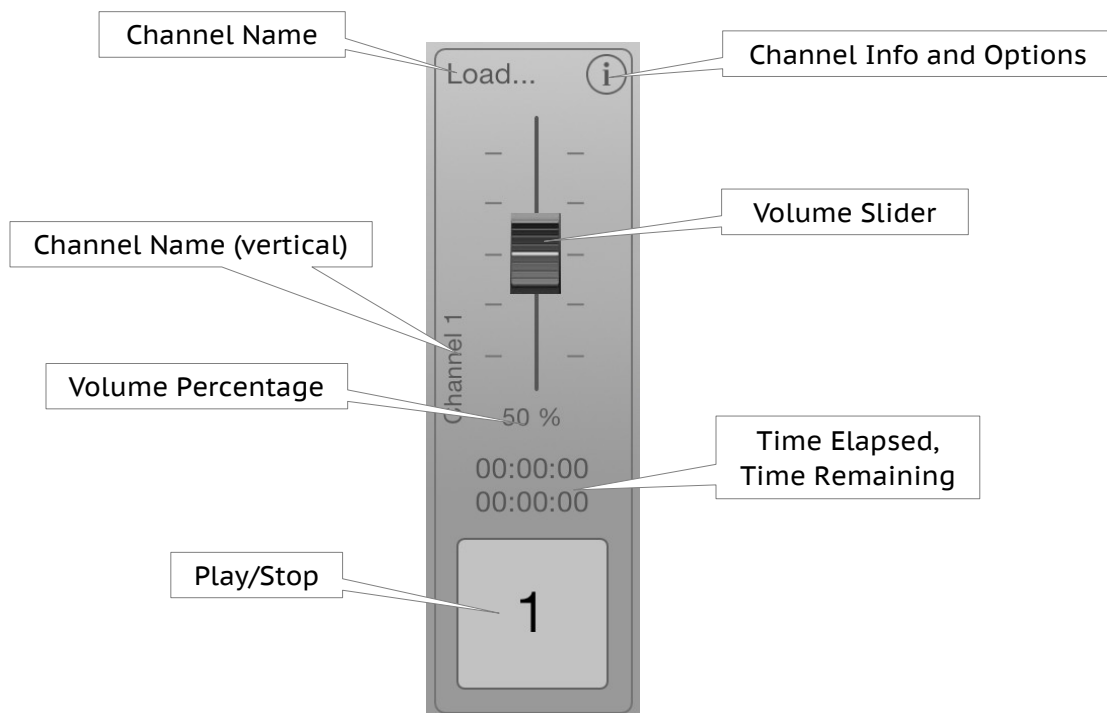 Channel Name
Channel Info and Options
Load...
i
Volume Slider
Channel Name (vertical)
Channel 1
Volume Percentage
50 %
Time Elapsed,
Time Remaining
00:00:00
00:00:00
Play/Stop
1